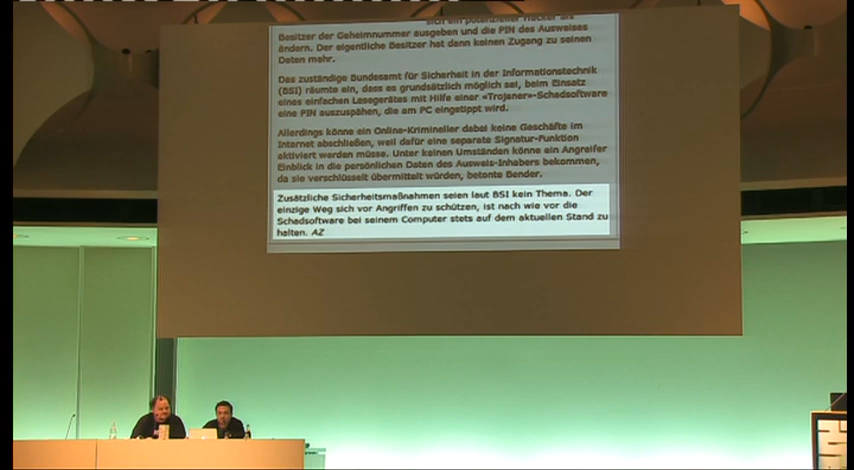 sich ein potenzieller Hacker als
Besitzer der Geheimnummer ausgeben und die PIN des Ausweises
ändern. Der eigentliche Besitzer hat dann keinen Zugang zu seinen
Daten mehr.
Das zuständige Bundesamt für Sicherheit in der Informationstechnik
(BSI) räumte ein, dass es grundsätzlich möglich sei, beim Einsatz
eines einfachen Lesegerätes mit Hilfe einer «Trojaner»-Schadsoftware
eine PIN auszuspähen, die am PC eingetippt wird.
Allerdings könne ein Online-Krimineller dabei keine Geschäfte im
Internet abschließen, weil dafür eine separate Signatur-Funktion
aktiviert werden müsse. Unter keinen Umständen könne ein Angreifer
Einblick in die persönlichen Daten des Ausweis-Inhabers bekommen,
da sie verschlüsselt übermittelt würden, betonte Bender.
Zusätzliche Sicherheitsmaßnahmen seien laut BSI kein Thema. Der
einzige Weg sich vor Angriffen zu schützen, ist nach wie vor die
Schadsoftware bei seinem Computer stets auf dem aktuellen Stand zu
halten. AZ